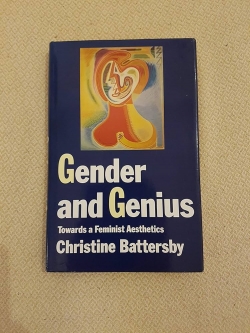 Gender
and Genius
Towards a Feminist Aesthetics
Christine Battersby